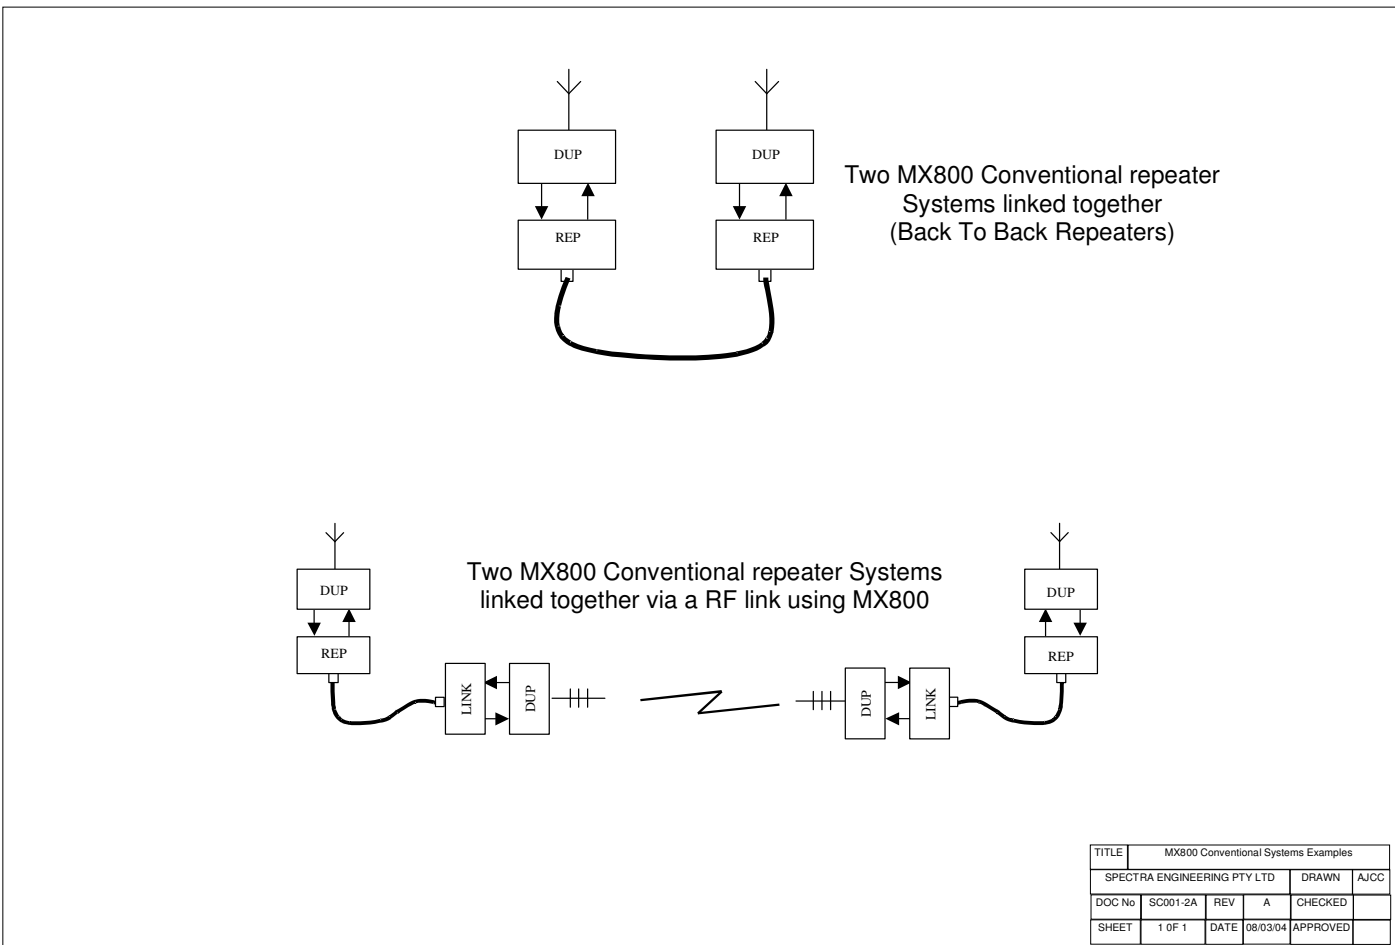 DUP
DUP
REP
REP
Two MX800 Conventional repeater
Systems linked together
(Back To Back Repeaters)
Two MX800 Conventional repeater Systems
linked together via a RF link using MX800
DUP
REP
LINK
DUP
DUP
LINK
DUP
REP
TITLE MX800 Conventional Systems Examples
SPECTRA ENGINEERING PTY LTD DRAWN AJCC
DOC No SC001-2A REV A CHECKED
SHEET 1 0F 1 DATE 08/03/04 APPROVED